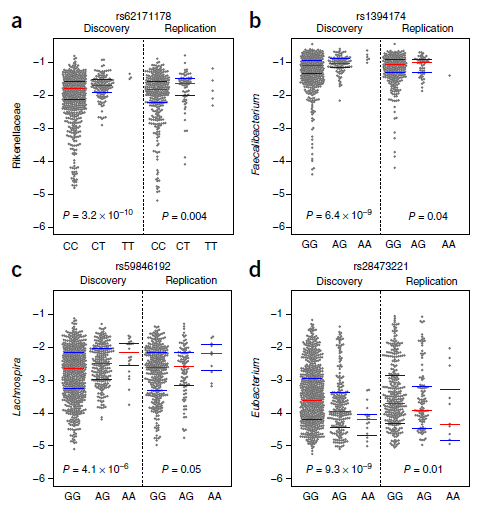 a
rs62171178
Discovery Replication
Rikenellaceae
−1
−2
−3
−4
−5
−6
P = 3.2 × 10⁻¹⁰ P = 0.004
CC CT TT CC CT TT
b
rs1394174
Discovery Replication
Faecalibacterium
−1
−2
−3
−4
−5
−6
P = 6.4 × 10⁻⁹ P = 0.04
GG AG AA GG AG AA
c
rs59846192
Discovery Replication
Lachnospira
−1
−2
−3
−4
−5
−6
P = 4.1 × 10⁻⁶ P = 0.05
GG AG AA GG AG AA
d
rs28473221
Discovery Replication
Eubacterium
−1
−2
−3
−4
−5
−6
P = 9.3 × 10⁻⁹ P = 0.01
GG AG AA GG AG AA